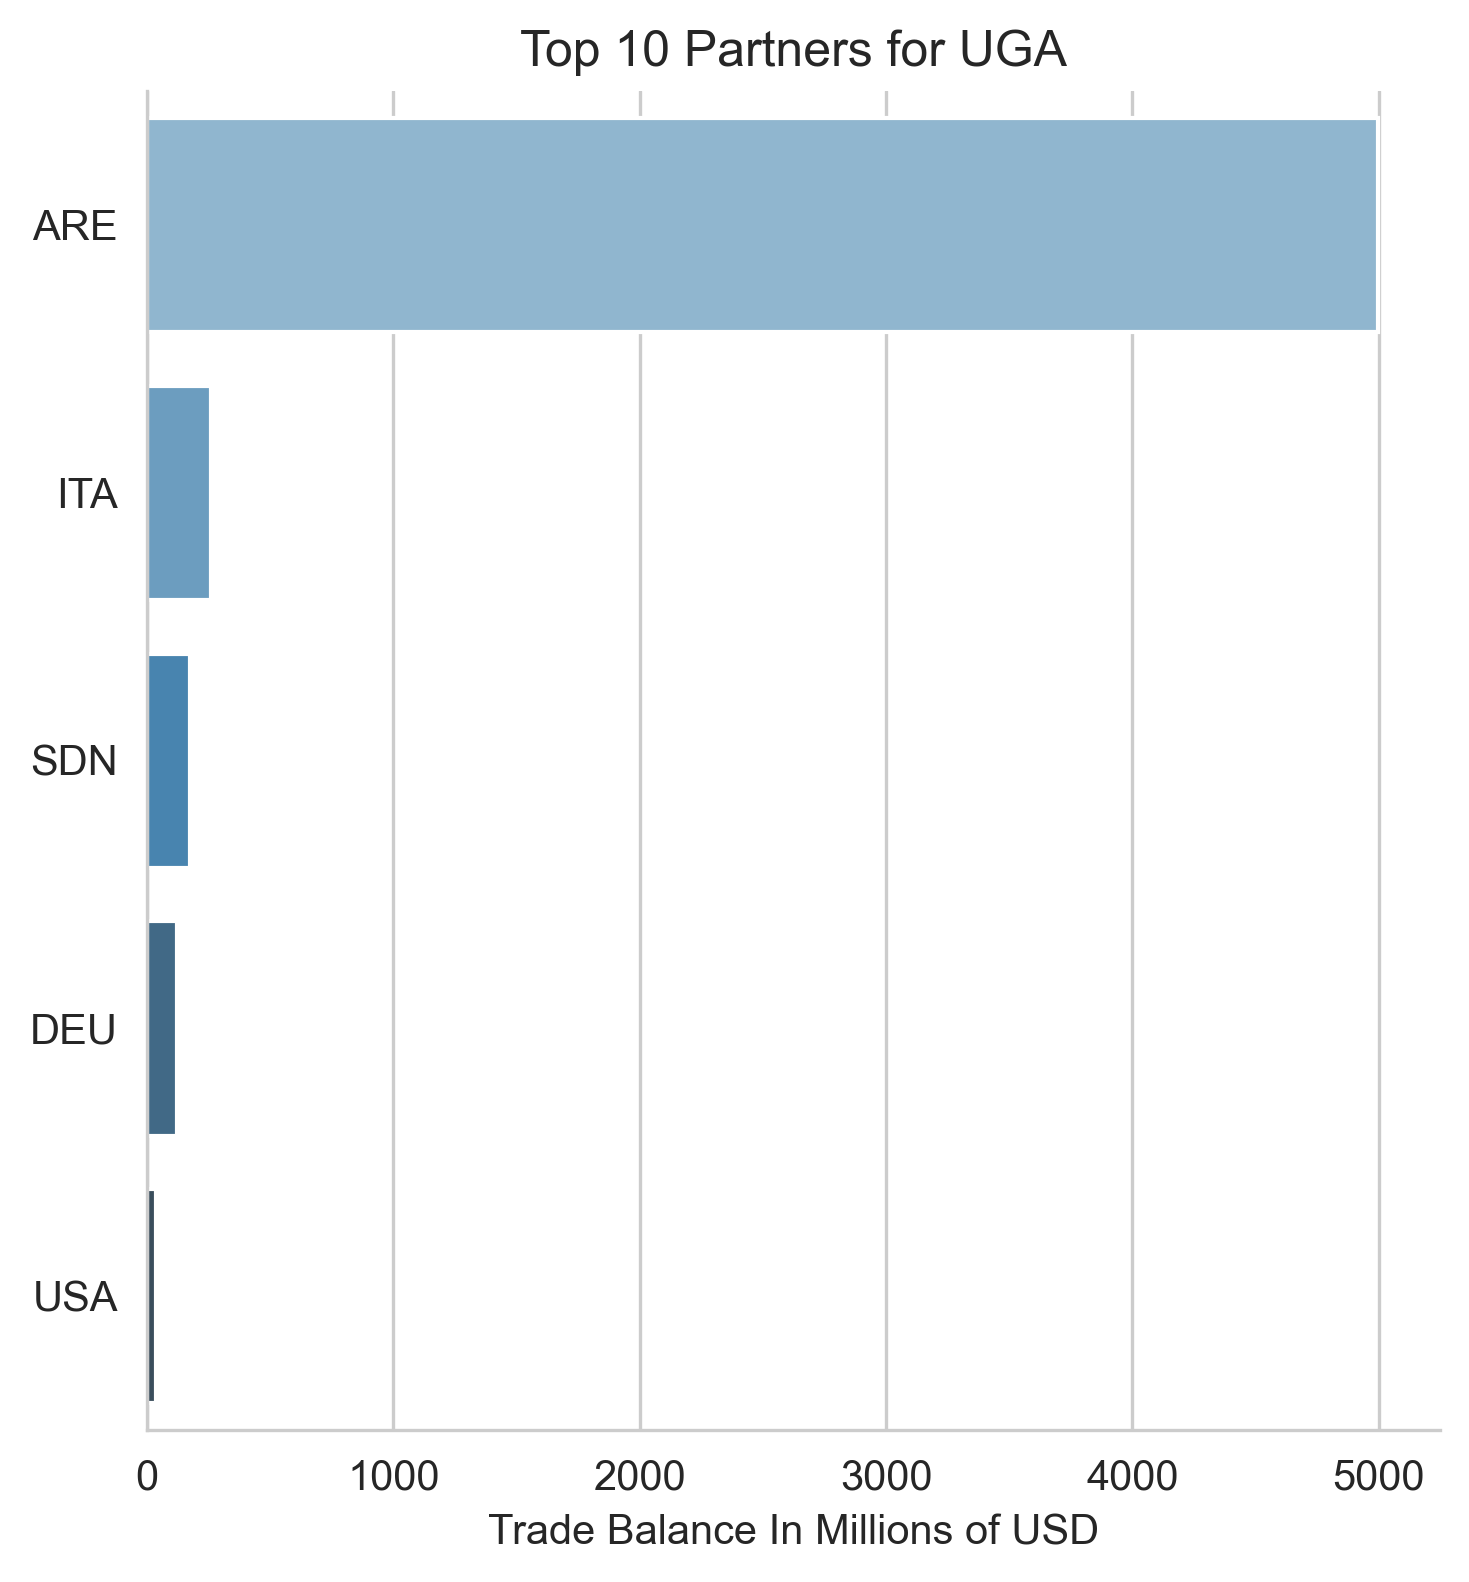 Top 10 Partners for UGA
ARE
ITA
SDN
DEU
USA
0 1000 2000 3000 4000 5000
Trade Balance In Millions of USD